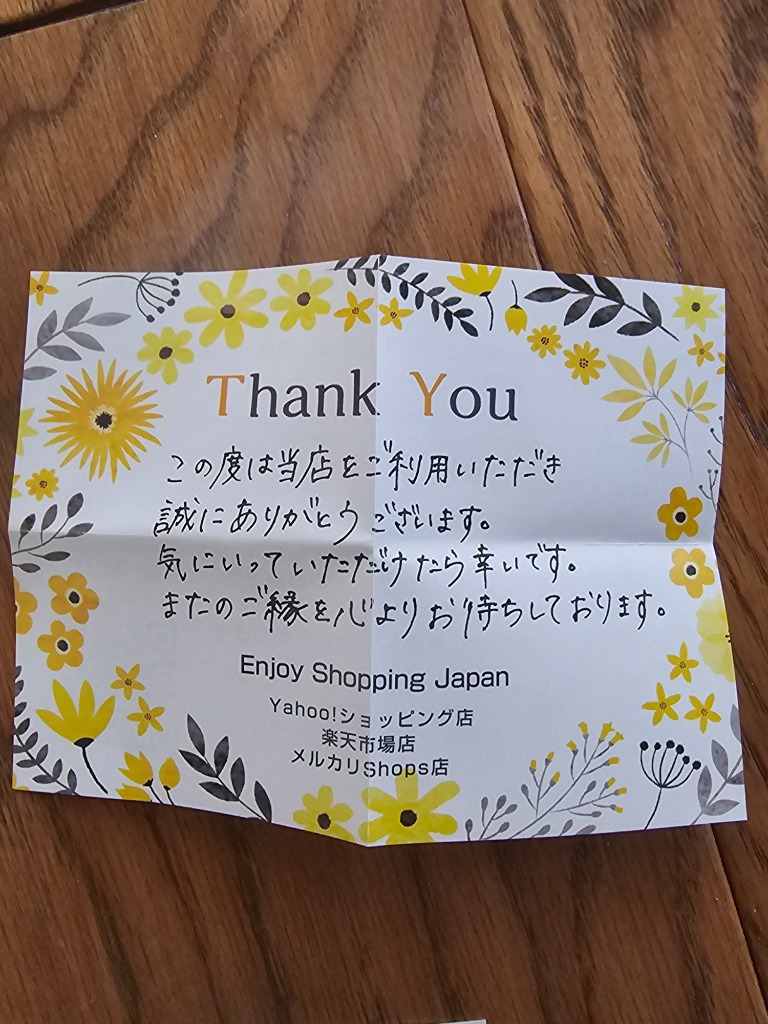 Thank You
この度は当店をご利用いただき
誠にありがとうございます。
気にいっていただけたら幸いです。
またのご縁を心よりお待ちしております。
Enjoy Shopping Japan
Yahoo!ショッピング店
楽天市場店
メルカリShops店